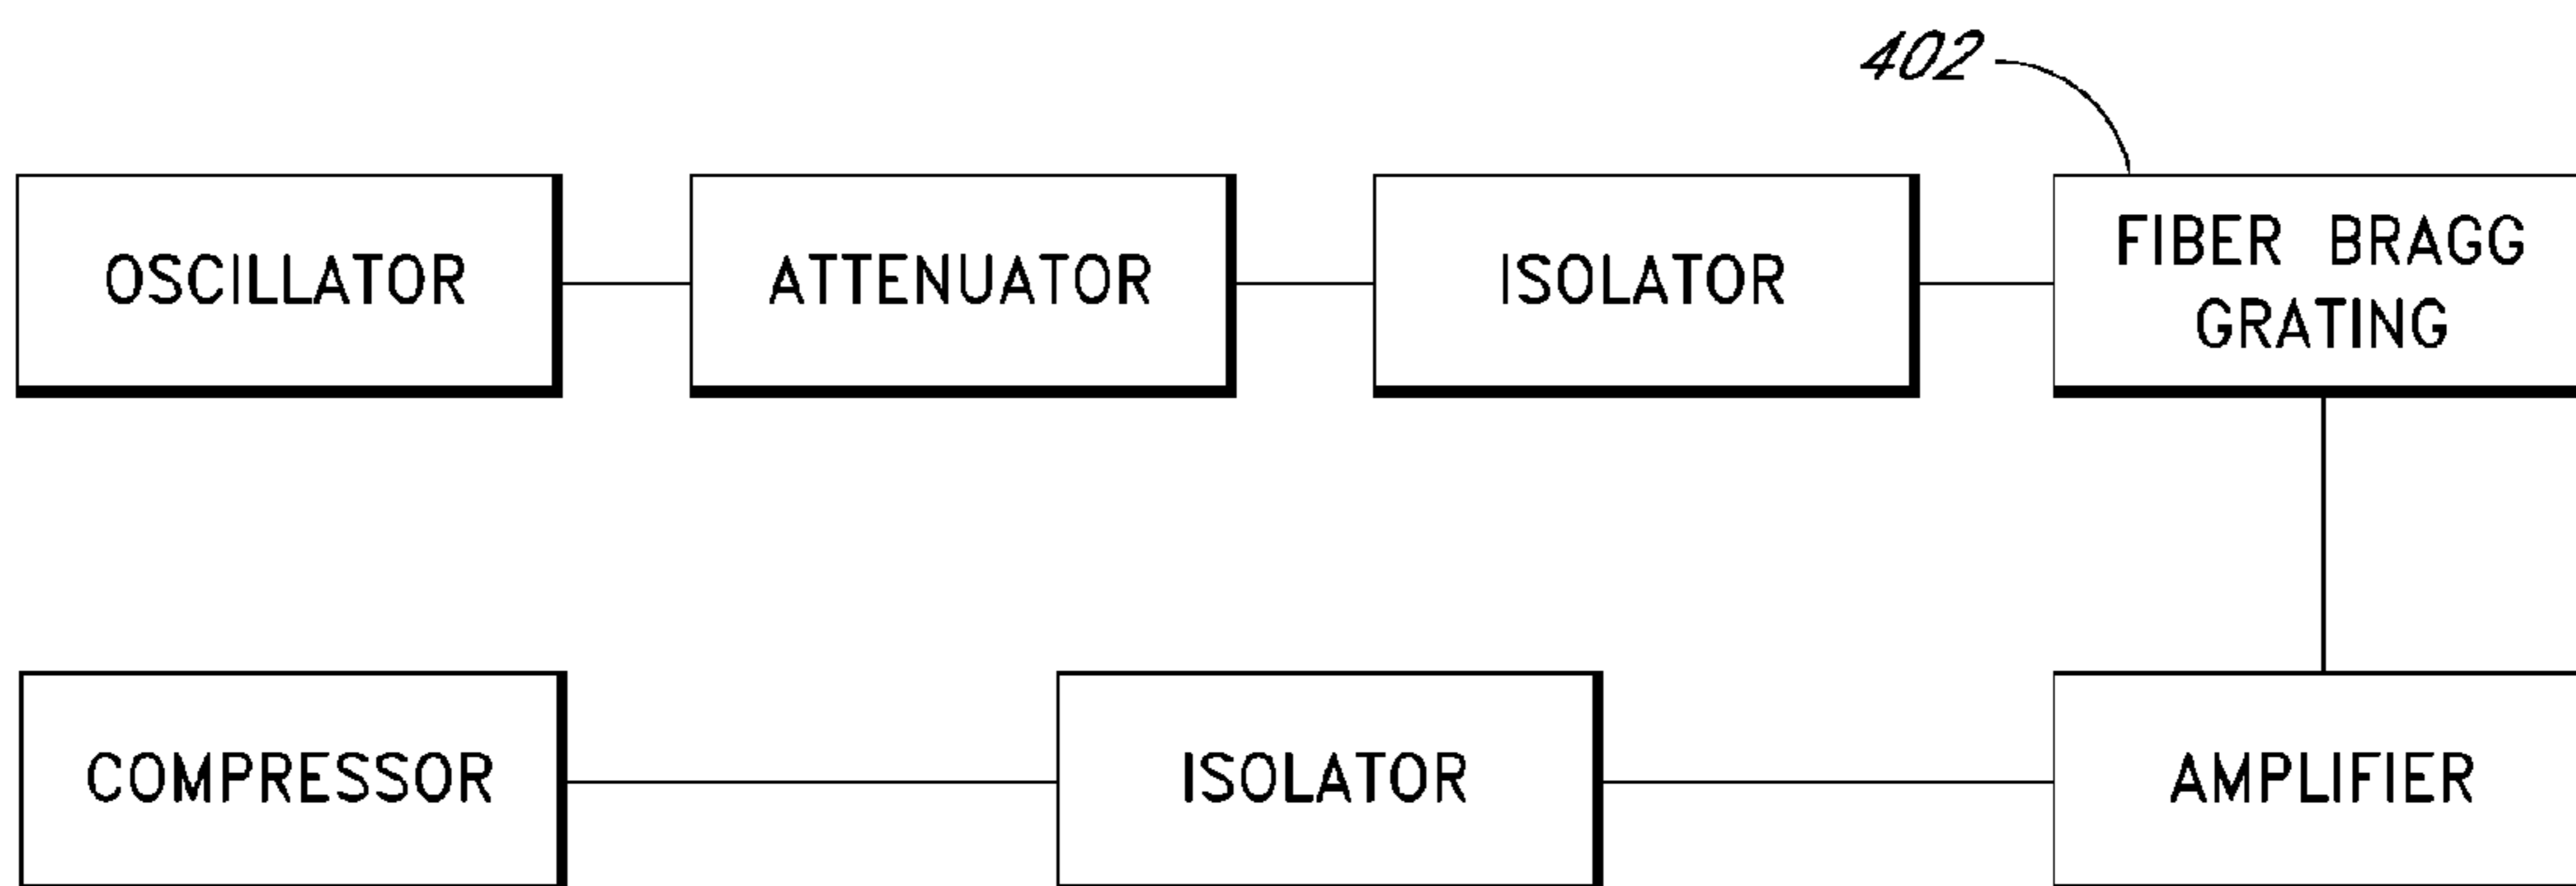 402
OSCILLATOR
ATTENUATOR
ISOLATOR
FIBER BRAGG
GRATING
COMPRESSOR
ISOLATOR
AMPLIFIER